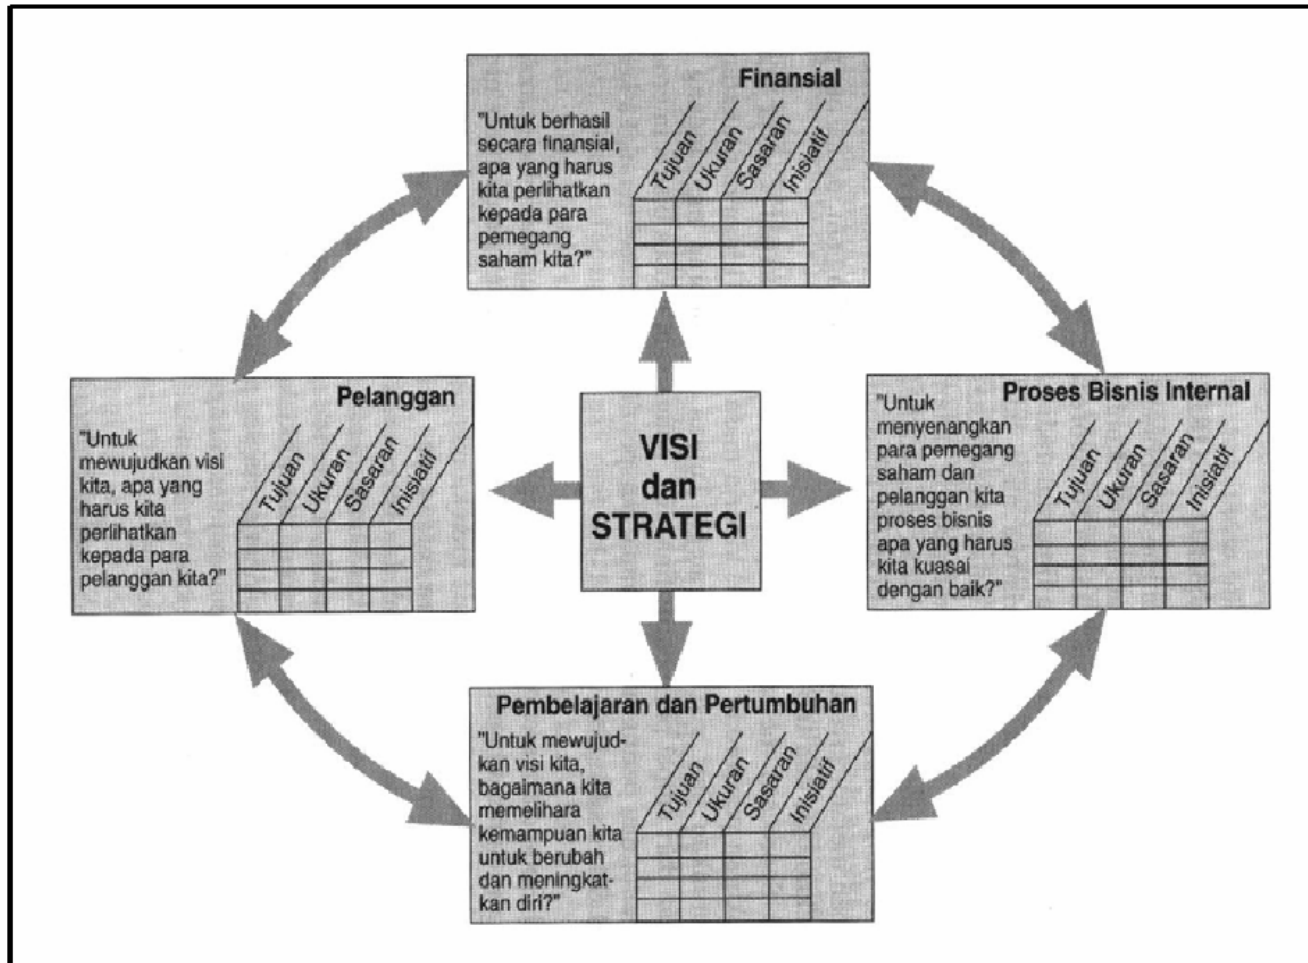 Finansial
"Untuk berhasil
secara finansial,
apa yang harus
kita perlihatkan
kepada para
pemegang
saham kita?"
Tujuan
Ukuran
Sasaran
Inisiatif
Pelanggan
"Untuk
mewujudkan visi
kita, apa yang
harus kita
perlihatkan
kepada para
pelanggan kita?"
Tujuan
Ukuran
Sasaran
Inisiatif
VISI
dan
STRATEGI
Proses Bisnis Internal
"Untuk
menyenangkan
para pemegang
saham dan
pelanggan kita
proses bisnis
apa yang harus
kita kuasai
dengan baik?"
Tujuan
Ukuran
Sasaran
Inisiatif
Pembelajaran dan Pertumbuhan
"Untuk mewujud-
kan visi kita,
bagaimana kita
memelihara
kemampuan kita
untuk berubah
dan meningkat-
kan diri?"
Tujuan
Ukuran
Sasaran
Inisiatif